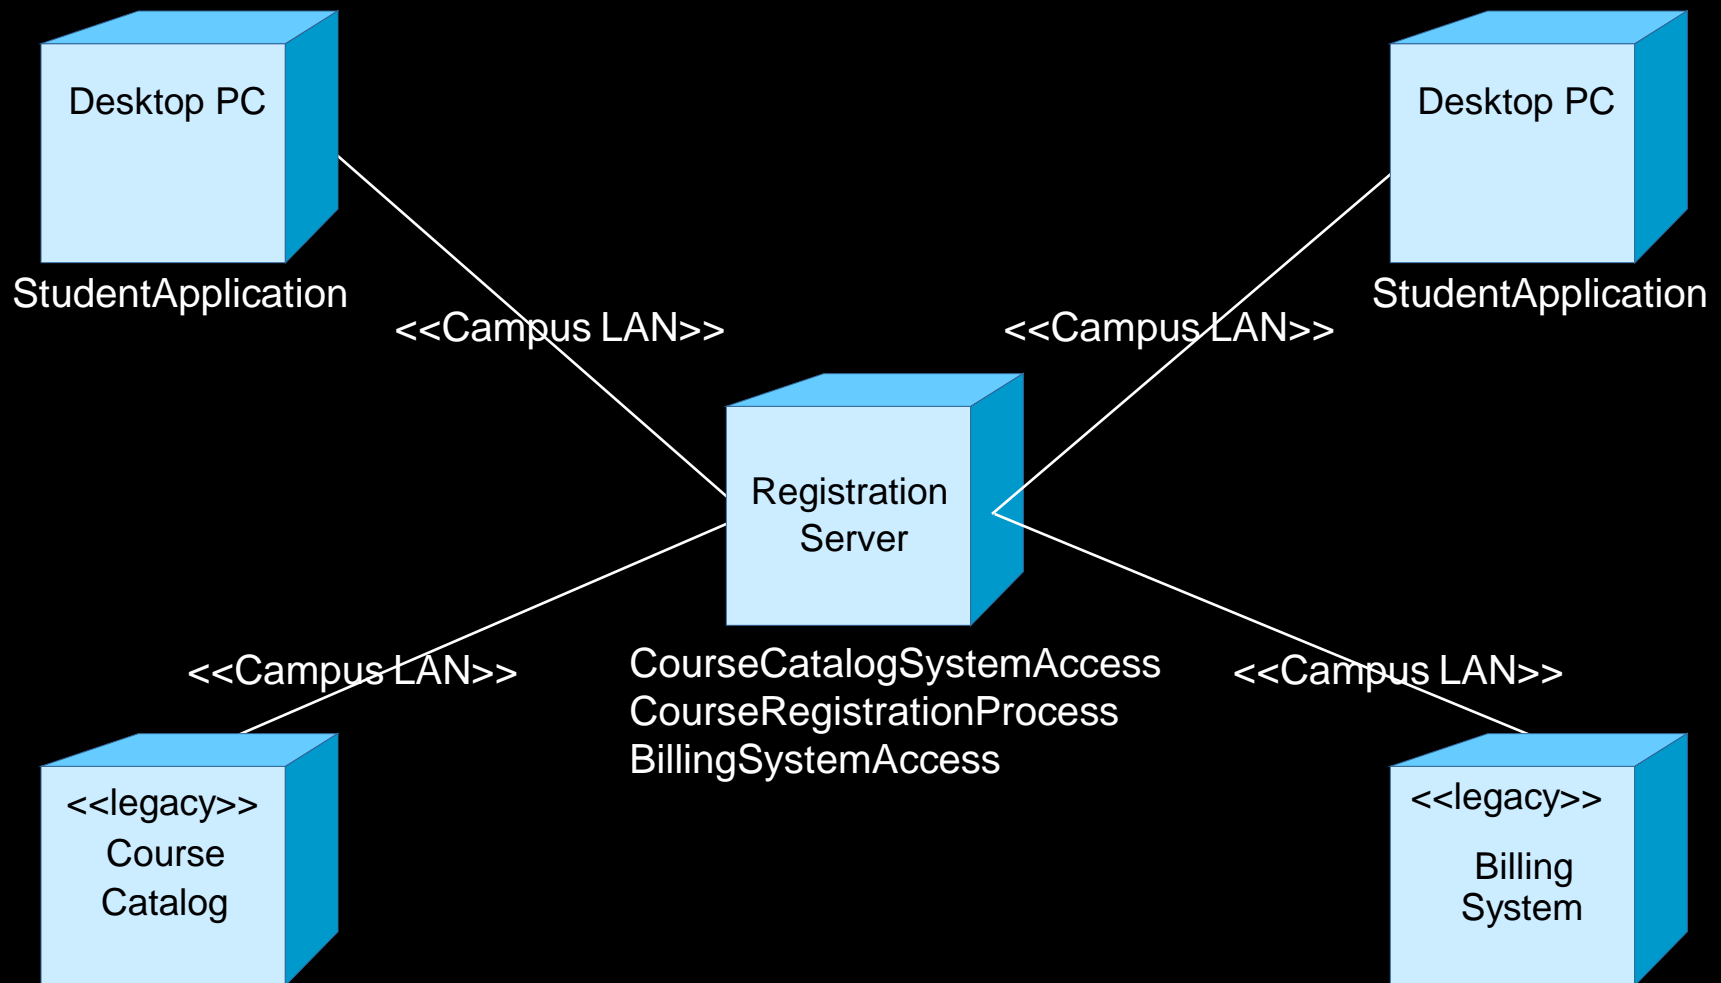 Desktop PC
Desktop PC
StudentApplication
StudentApplication
<<Campus LAN>>
<<Campus LAN>>
Registration
Server
<<Campus LAN>>
CourseCatalogSystemAccess
CourseRegistrationProcess
BillingSystemAccess
<<Campus LAN>>
<<legacy>>
Course
Catalog
<<legacy>>
Billing
System